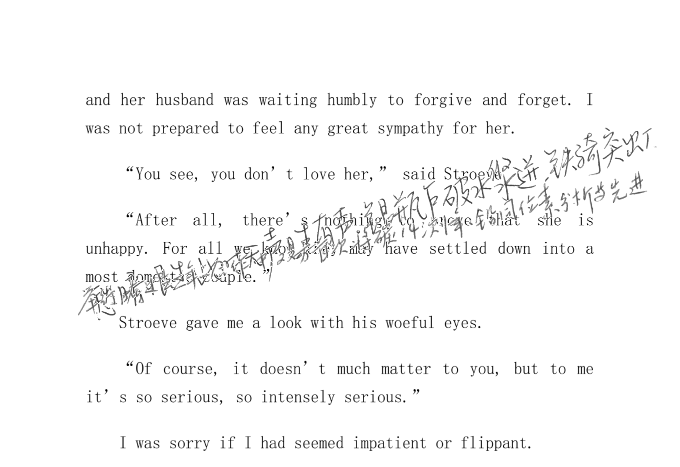 and her husband was waiting humbly to forgive and forget. I
was not prepared to feel any great sympathy for her.
“You see, you don’t love her,” said Stroeve.
“After all, there’s nothing to prove that she is
unhappy. For all we know they may have settled down into a
most domestic couple.”
Stroeve gave me a look with his woeful eyes.
“Of course, it doesn’t much matter to you, but to me
it’s so serious, so intensely serious.”
I was sorry if I had seemed impatient or flippant.